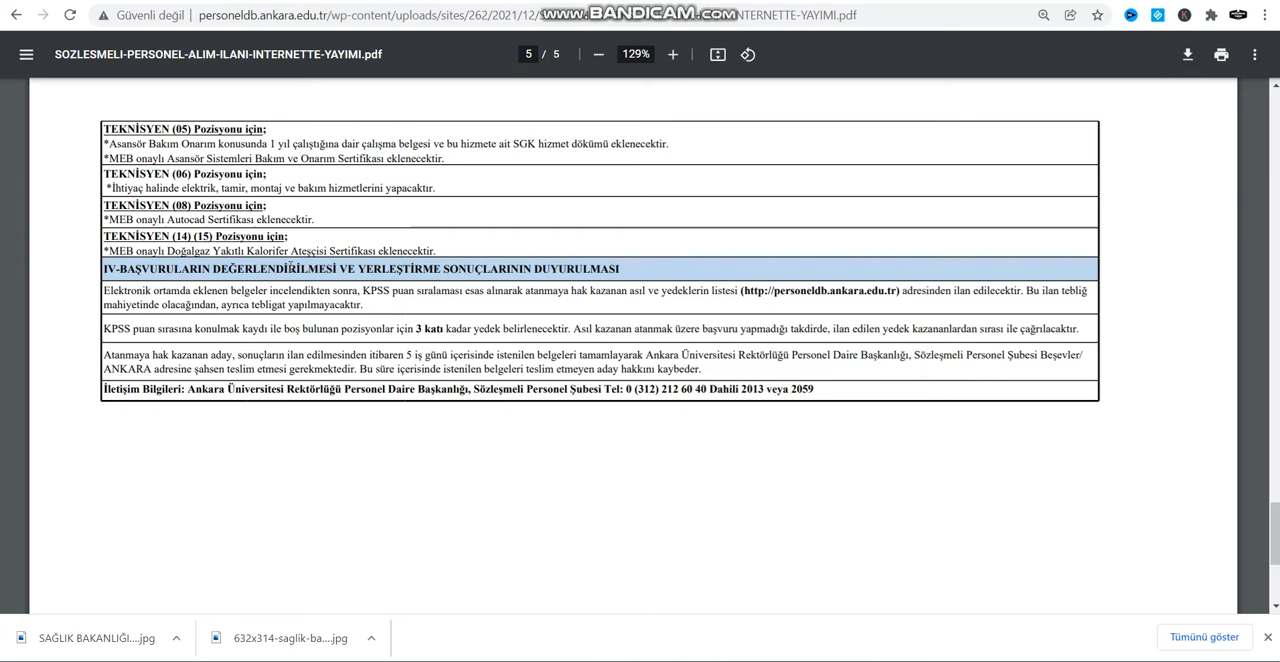 Güvenli değil
personeldb.ankara.edu.tr/wp-content/uploads/sites/262/2021/12/
NTERNETTE-YAYIMI.pdf
www.BANDICAM.com
SOZLESMELI-PERSONEL-ALIM-ILANI-INTERNETTE-YAYIMI.pdf
5 / 5
129%
TEKNİSYEN (05) Pozisyonu için;
*Asansör Bakım Onarım konusunda 1 yıl çalıştığına dair çalışma belgesi ve bu hizmete ait SGK hizmet dökümü eklenecektir.
*MEB onaylı Asansör Sistemleri Bakım ve Onarım Sertifikası eklenecektir.
TEKNİSYEN (06) Pozisyonu için;
*İhtiyaç halinde elektrik, tamir, montaj ve bakım hizmetlerini yapacaktır.
TEKNİSYEN (08) Pozisyonu için;
*MEB onaylı Autocad Sertifikası eklenecektir.
TEKNİSYEN (14) (15) Pozisyonu için;
*MEB onaylı Doğalgaz Yakıtlı Kalorifer Ateşçisi Sertifikası eklenecektir.
IV-BAŞVURULARIN DEĞERLENDİRİLMESİ VE YERLEŞTİRME SONUÇLARININ DUYURULMASI
Elektronik ortamda eklenen belgeler incelendikten sonra, KPSS puan sıralaması esas alınarak atanmaya hak kazanan asıl ve yedeklerin listesi (http://personeldb.ankara.edu.tr) adresinden ilan edilecektir. Bu ilan tebliğ
mahiyetinde olacağından, ayrıca tebligat yapılmayacaktır.
KPSS puan sırasına konulmak kaydı ile boş bulunan pozisyonlar için 3 katı kadar yedek belirlenecektir. Asıl kazanan atanmak üzere başvuru yapmadığı takdirde, ilan edilen yedek kazananlardan sırası ile çağrılacaktır.
Atanmaya hak kazanan aday, sonuçların ilan edilmesinden itibaren 5 iş günü içerisinde istenilen belgeleri tamamlayarak Ankara Üniversitesi Rektörlüğü Personel Daire Başkanlığı, Sözleşmeli Personel Şubesi Beşevler/
ANKARA adresine şahsen teslim etmesi gerekmektedir. Bu süre içerisinde istenilen belgeleri teslim etmeyen aday hakkını kaybeder.
İletişim Bilgileri: Ankara Üniversitesi Rektörlüğü Personel Daire Başkanlığı, Sözleşmeli Personel Şubesi Tel: 0 (312) 212 60 40 Dahili 2013 veya 2059
SAĞLIK BAKANLIĞI....jpg
632x314-saglik-ba....jpg
Tümünü göster